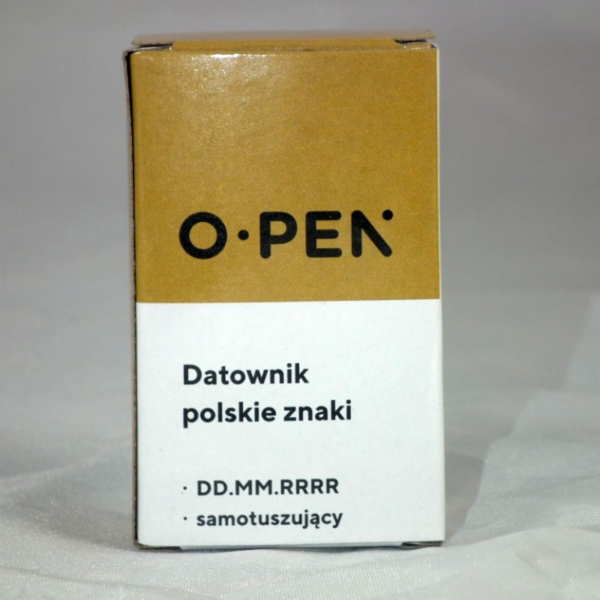 O·PEN
Datownik
polskie znaki
· DD.MM.RRRR
· samotuszujący